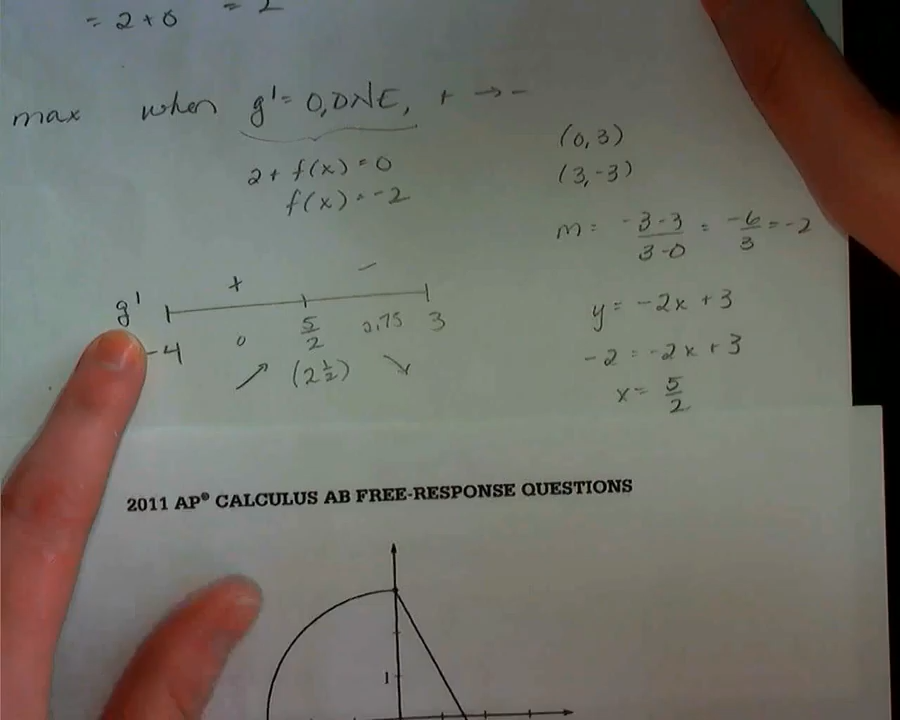 = 2 + 0 = 2
max when g' = 0, DNE, + → -
2 + f(x) = 0
f(x) = -2
(0, 3)
(3, -3)
m = -3-3/3-0 = -6/3 = -2
y = -2x + 3
-2 = -2x + 3
x = 5/2
+ -
g'
-4 0 5/2 2.75 3
↗ (2 1/2) ↘
2011 AP® CALCULUS AB FREE-RESPONSE QUESTIONS
1